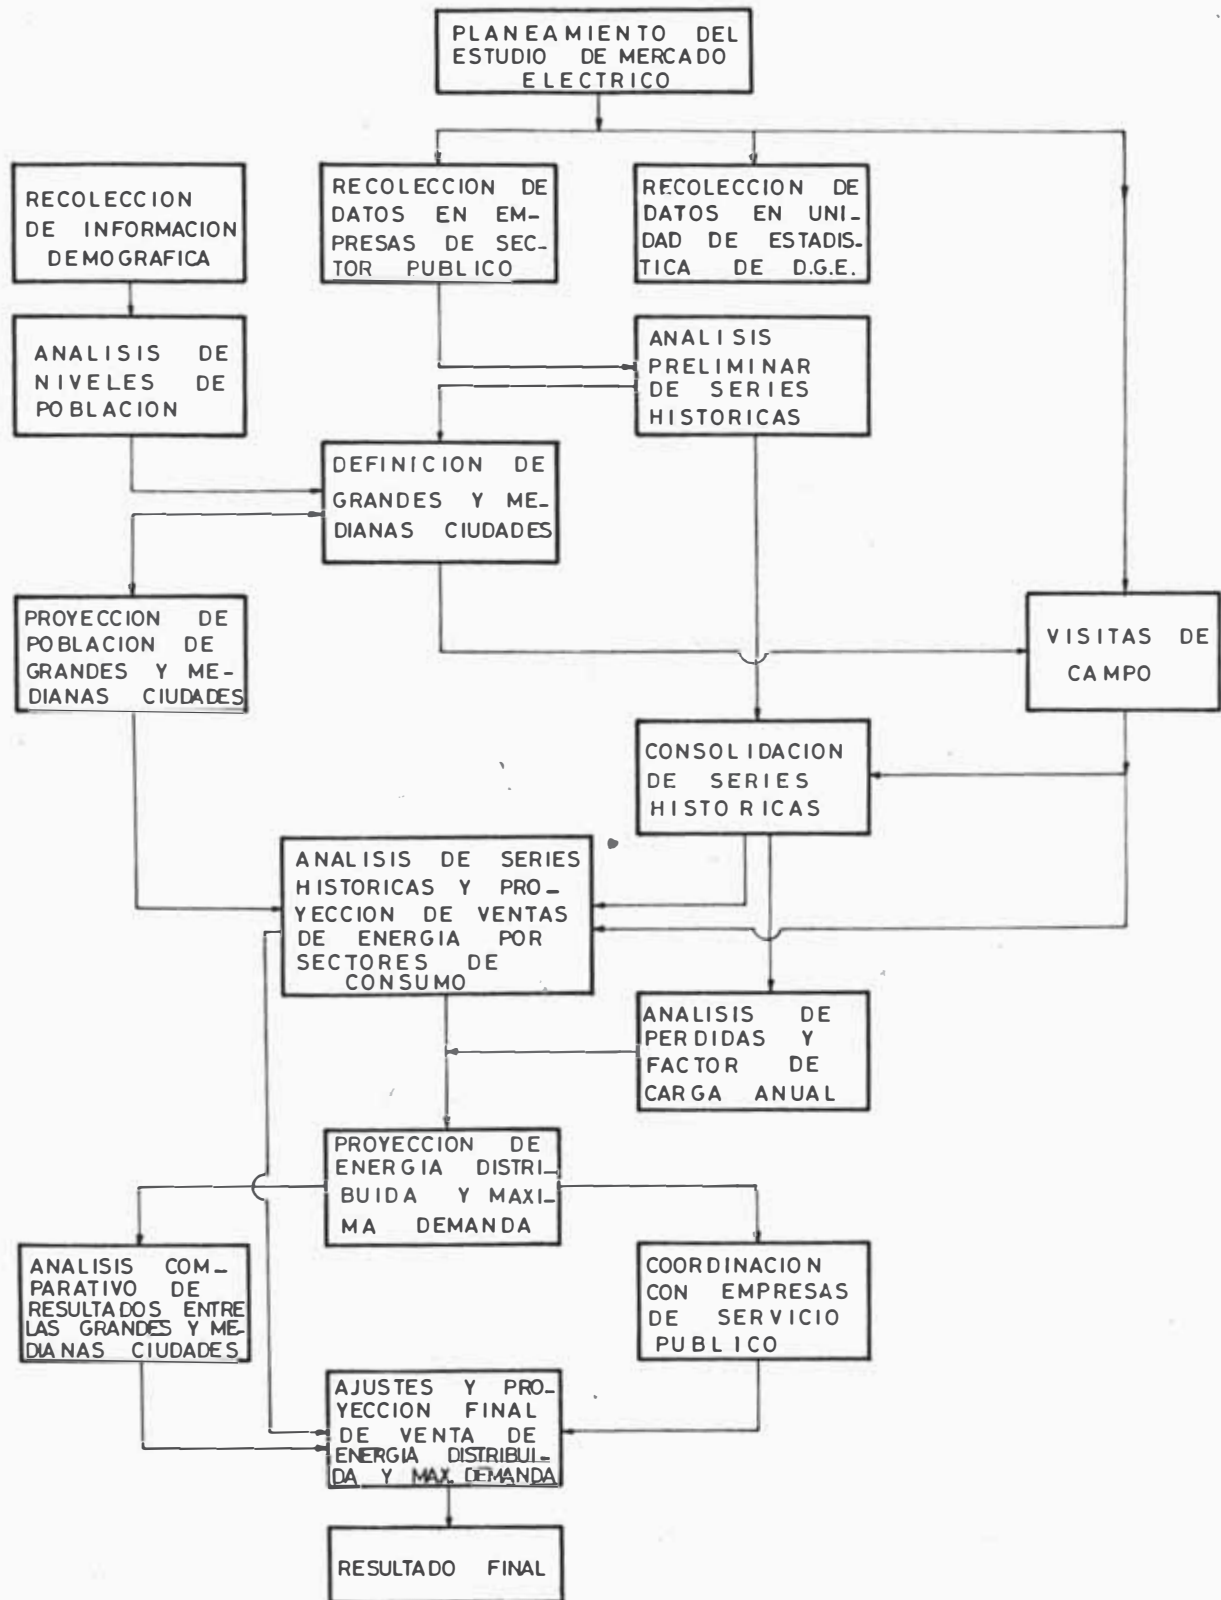 PLANEAMIENTO DEL
ESTUDIO DE MERCADO
ELECTRICO
RECOLECCION
DE INFORMACION
DEMOGRAFICA
RECOLECCION DE
DATOS EN EM-
PRESAS DE SEC-
TOR PUBLICO
RECOLECCION DE
DATOS EN UNI-
DAD DE ESTADIS-
TICA DE D.G.E.
ANALISIS DE
NIVELES DE
POBLACION
ANALISIS
PRELIMINAR
DE SERIES
HISTORICAS
DEFINICION DE
GRANDES Y ME-
DIANAS CIUDADES
PROYECCION DE
POBLACION DE
GRANDES Y ME-
DIANAS CIUDADES
VISITAS DE
CAMPO
CONSOLIDACION
DE SERIES
HISTORICAS
ANALISIS DE SERIES
HISTORICAS Y PRO-
YECCION DE VENTAS
DE ENERGIA POR
SECTORES DE
CONSUMO
ANALISIS DE
PERDIDAS Y
FACTOR DE
CARGA ANUAL
PROYECCION DE
ENERGIA DISTRI-
BUIDA Y MAXI-
MA DEMANDA
ANALISIS COM-
PARATIVO DE
RESULTADOS ENTRE
LAS GRANDES Y ME-
DIANAS CIUDADES
COORDINACION
CON EMPRESAS
DE SERVICIO
PUBLICO
AJUSTES Y PRO-
YECCION FINAL
DE VENTA DE
ENERGIA DISTRIBUI-
DA Y MAX. DEMANDA
RESULTADO FINAL